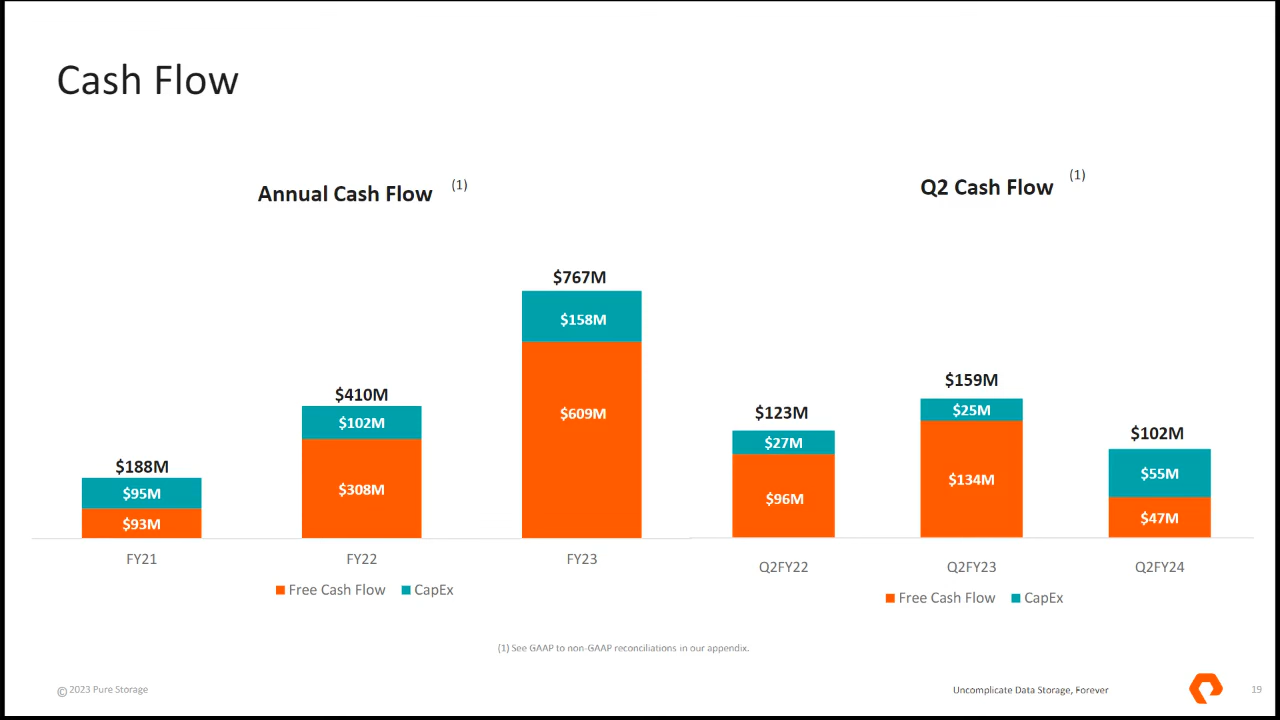 Cash Flow
Annual Cash Flow (1)
$767M
$158M
$609M
$410M
$102M
$308M
$188M
$95M
$93M
FY21 FY22 FY23
Free Cash Flow CapEx
Q2 Cash Flow (1)
$159M
$25M
$134M
$123M
$27M
$96M
$102M
$55M
$47M
Q2FY22 Q2FY23 Q2FY24
Free Cash Flow CapEx
(1) See GAAP to non-GAAP reconciliations in our appendix.
© 2023 Pure Storage
Uncomplicate Data Storage, Forever
19